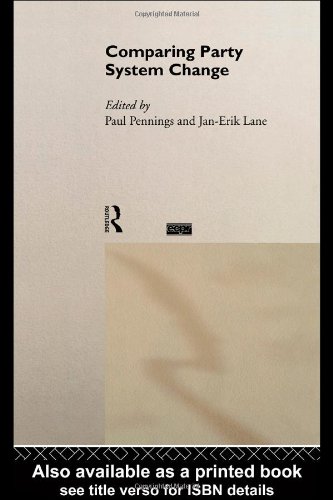 Comparing Party
System Change
Edited by
Paul Pennings and Jan-Erik Lane
ROUTLEDGE
ecpr
Also available as a printed book
see title verso for ISBN details